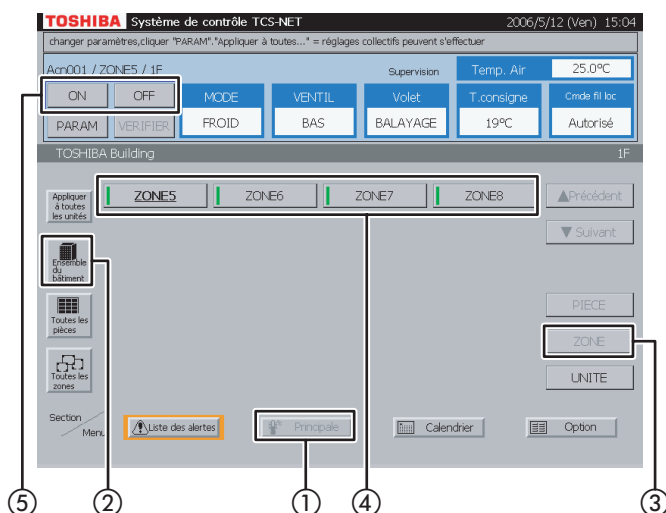 TOSHIBA Système de contrôle TCS-NET 2006/5/12 (Ven) 15:04
changer paramètres,cliquer "PARAM"."Appliquer à toutes..." = réglages collectifs peuvent s'effectuer
Acn001 / ZONE5 / 1F Supervision Temp. Air 25.0ºC
ON OFF MODE VENTIL Volet T.consigne Cmde fil loc
PARAM VERIFIER FROID BAS BALAYAGE 19ºC Autorisé
TOSHIBA Building 1F
Appliquer à toutes les unités
ZONE5 ZONE6 ZONE7 ZONE8
▲Précédent
▼ Suivant
Ensemble du bâtiment
Toutes les pièces
PIECE
ZONE
Toutes les zones
UNITE
Section / Menu
Liste des alertes Principale Calendrier Option
⑤ ② ① ④ ③